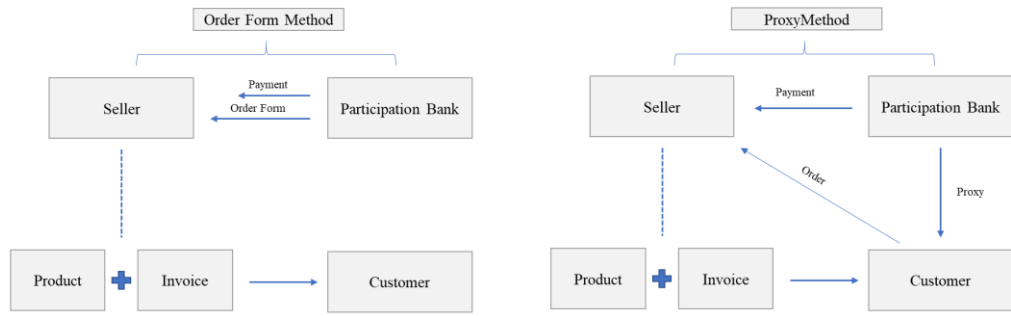 Order Form Method
Payment
Seller
Order Form
Participation Bank
Product
Invoice
Customer
ProxyMethod
Seller
Payment
Participation Bank
Order
Proxy
Product
Invoice
Customer